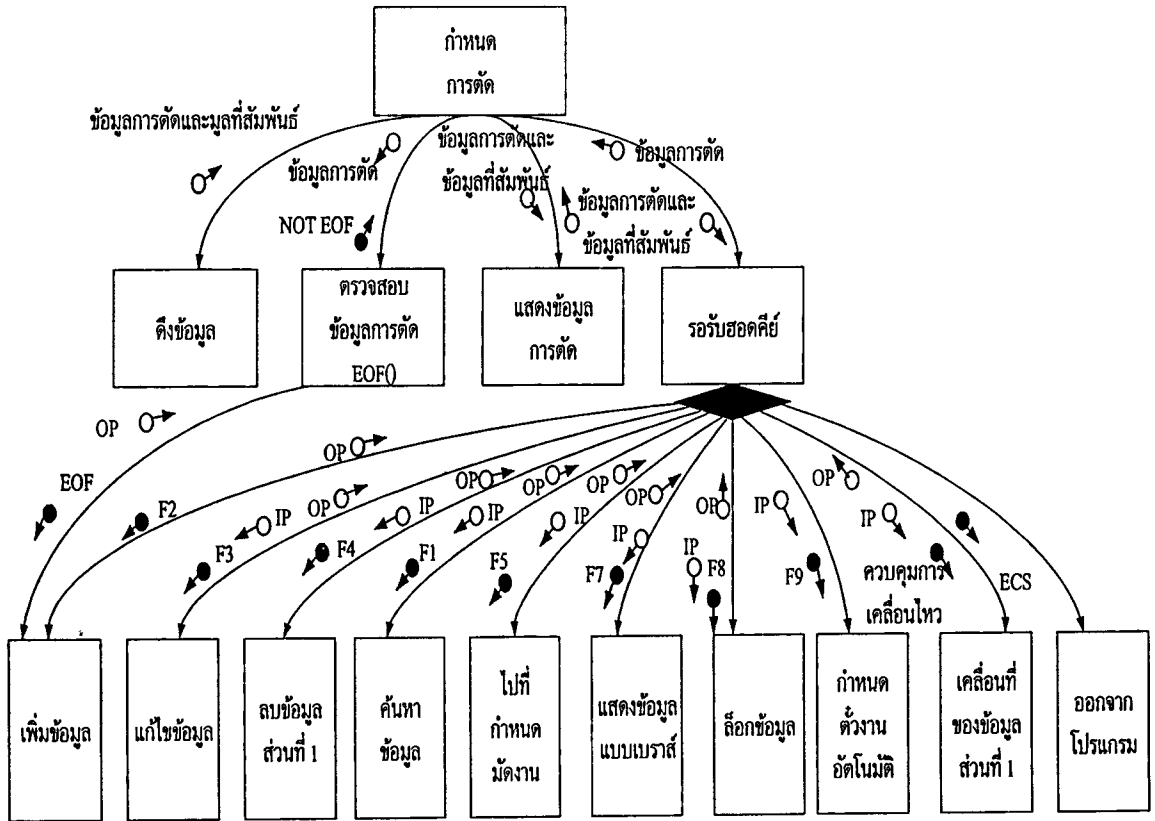 กำหนด
การตัด
ข้อมูลการตัดและมูลที่สัมพันธ์
ข้อมูลการตัด
ข้อมูลการตัดและ
ข้อมูลที่สัมพันธ์
ข้อมูลการตัด
ข้อมูลการตัดและ
ข้อมูลที่สัมพันธ์
NOT EOF
ดึงข้อมูล
ตรวจสอบ
ข้อมูลการตัด
EOF()
แสดงข้อมูล
การตัด
รอรับฮอดคีย์
OP
EOF
OP
F2
OP
IP
F3
OP
IP
F4
OP
IP
F1
OP
F5
OP
IP
F7
OP
IP
F8
IP
F9
OP
IP
ควบคุมการ
เคลื่อนไหว
ECS
เพิ่มข้อมูล
แก้ไขข้อมูล
ลบข้อมูล
ส่วนที่ 1
ค้นหา
ข้อมูล
ไปที่
กำหนด
มัดงาน
แสดงข้อมูล
แบบเบราส์
ล็อกข้อมูล
กำหนด
ตั๋วงาน
อัตโนมัติ
เคลื่อนที่
ของข้อมูล
ส่วนที่ 1
ออกจาก
โปรแกรม